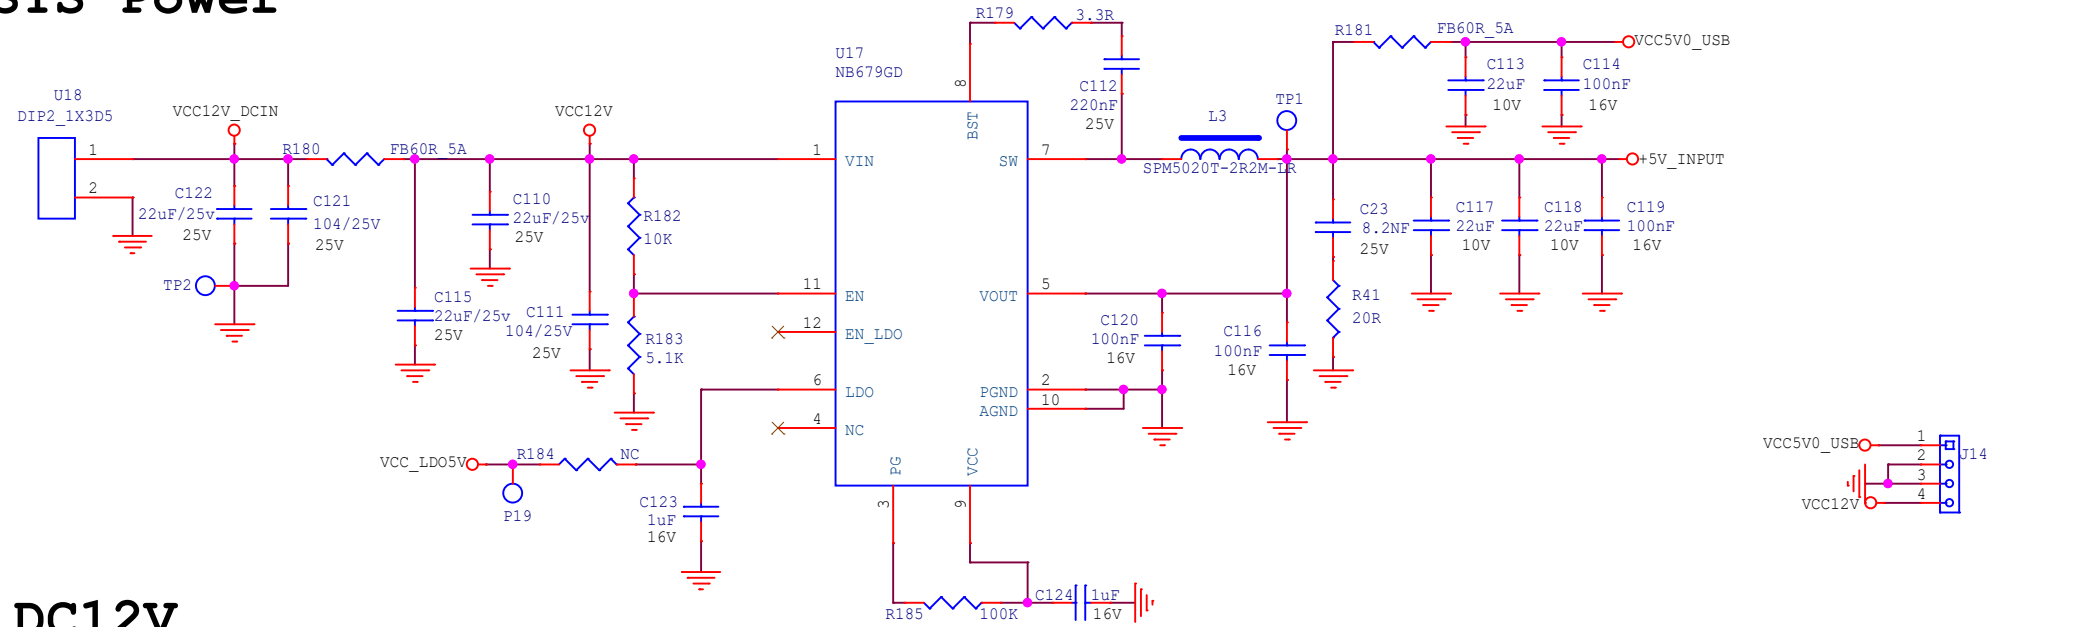 SIS Power
R179
3.3R
R181
FB60R_5A
VCC5V0_USB
U17
NB679GD
C113
22uF
10V
C114
100nF
16V
U18
DIP2_1X3D5
VCC12V_DCIN
VCC12V
8
BST
C112
220nF
25V
L3
TP1
1
R180
FB60R_5A
1
VIN
SW
7
SPM5020T-2R2M-LR
+5V_INPUT
2
C122
22uF/25v
25V
C121
104/25V
25V
C110
22uF/25v
25V
R182
10K
C23
8.2NF
25V
C117
22uF
10V
C118
22uF
10V
C119
100nF
16V
TP2
C115
22uF/25v
25V
C111
104/25V
25V
11
EN
VOUT
5
R41
20R
12
EN_LDO
R183
5.1K
C120
100nF
16V
C116
100nF
16V
6
LDO
PGND
2
AGND
10
4
NC
VCC_LDO5V
R184
NC
P19
C123
1uF
16V
PG
VCC
3
9
R185
100K
C124
1uF
16V
VCC5V0_USB
1
2
3
4
J14
VCC12V
DC12V